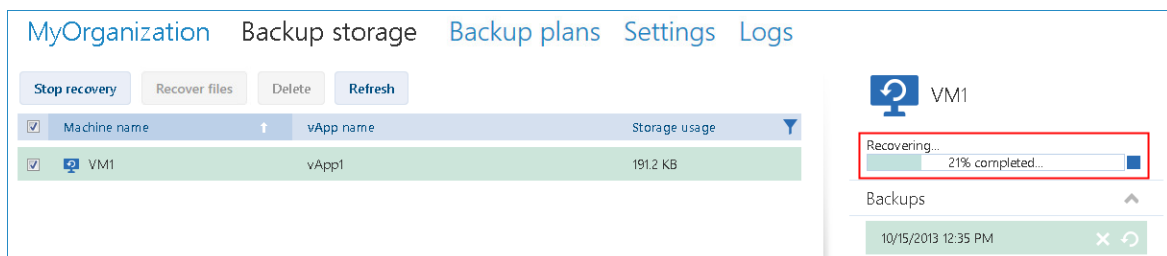 MyOrganization Backup storage Backup plans Settings Logs
Stop recovery Recover files Delete Refresh
Machine name vApp name Storage usage
VM1 vApp1 191.2 KB
VM1
Recovering...
21% completed...
Backups
10/15/2013 12:35 PM